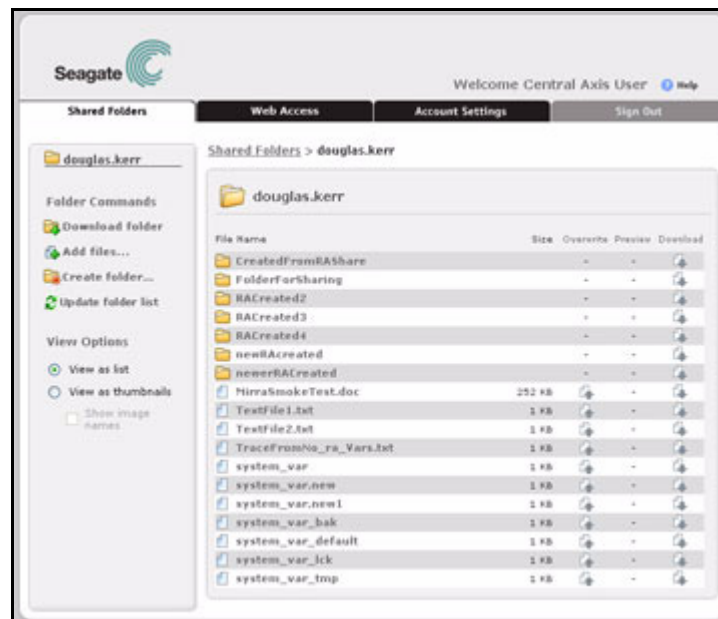 Seagate
Welcome Central Axis User
Help
Shared Folders
Web Access
Account Settings
Sign Out
douglas.kerr
Folder Commands
Download folder
Add files...
Create folder...
Update folder list
View Options
View as list
View as thumbnails
Show image
names
Shared Folders > douglas.kerr
douglas.kerr
File Name Size Overwrite Preview Download
CreatedFromRAShare - -
FolderForSharing - -
RACreated2 - -
RACreated3 - -
RACreated4 - -
newRAcreated - -
newerRACreated - -
MirraSmokeTest.doc 252 KB -
TextFile1.txt 1 KB -
TextFile2.txt 1 KB -
TraceFromNo_ra_Vars.txt 1 KB -
system_var 1 KB -
system_var.new 1 KB -
system_var.new1 1 KB -
system_var_bak 1 KB -
system_var_default 1 KB -
system_var_lck 1 KB -
system_var_tmp 1 KB -